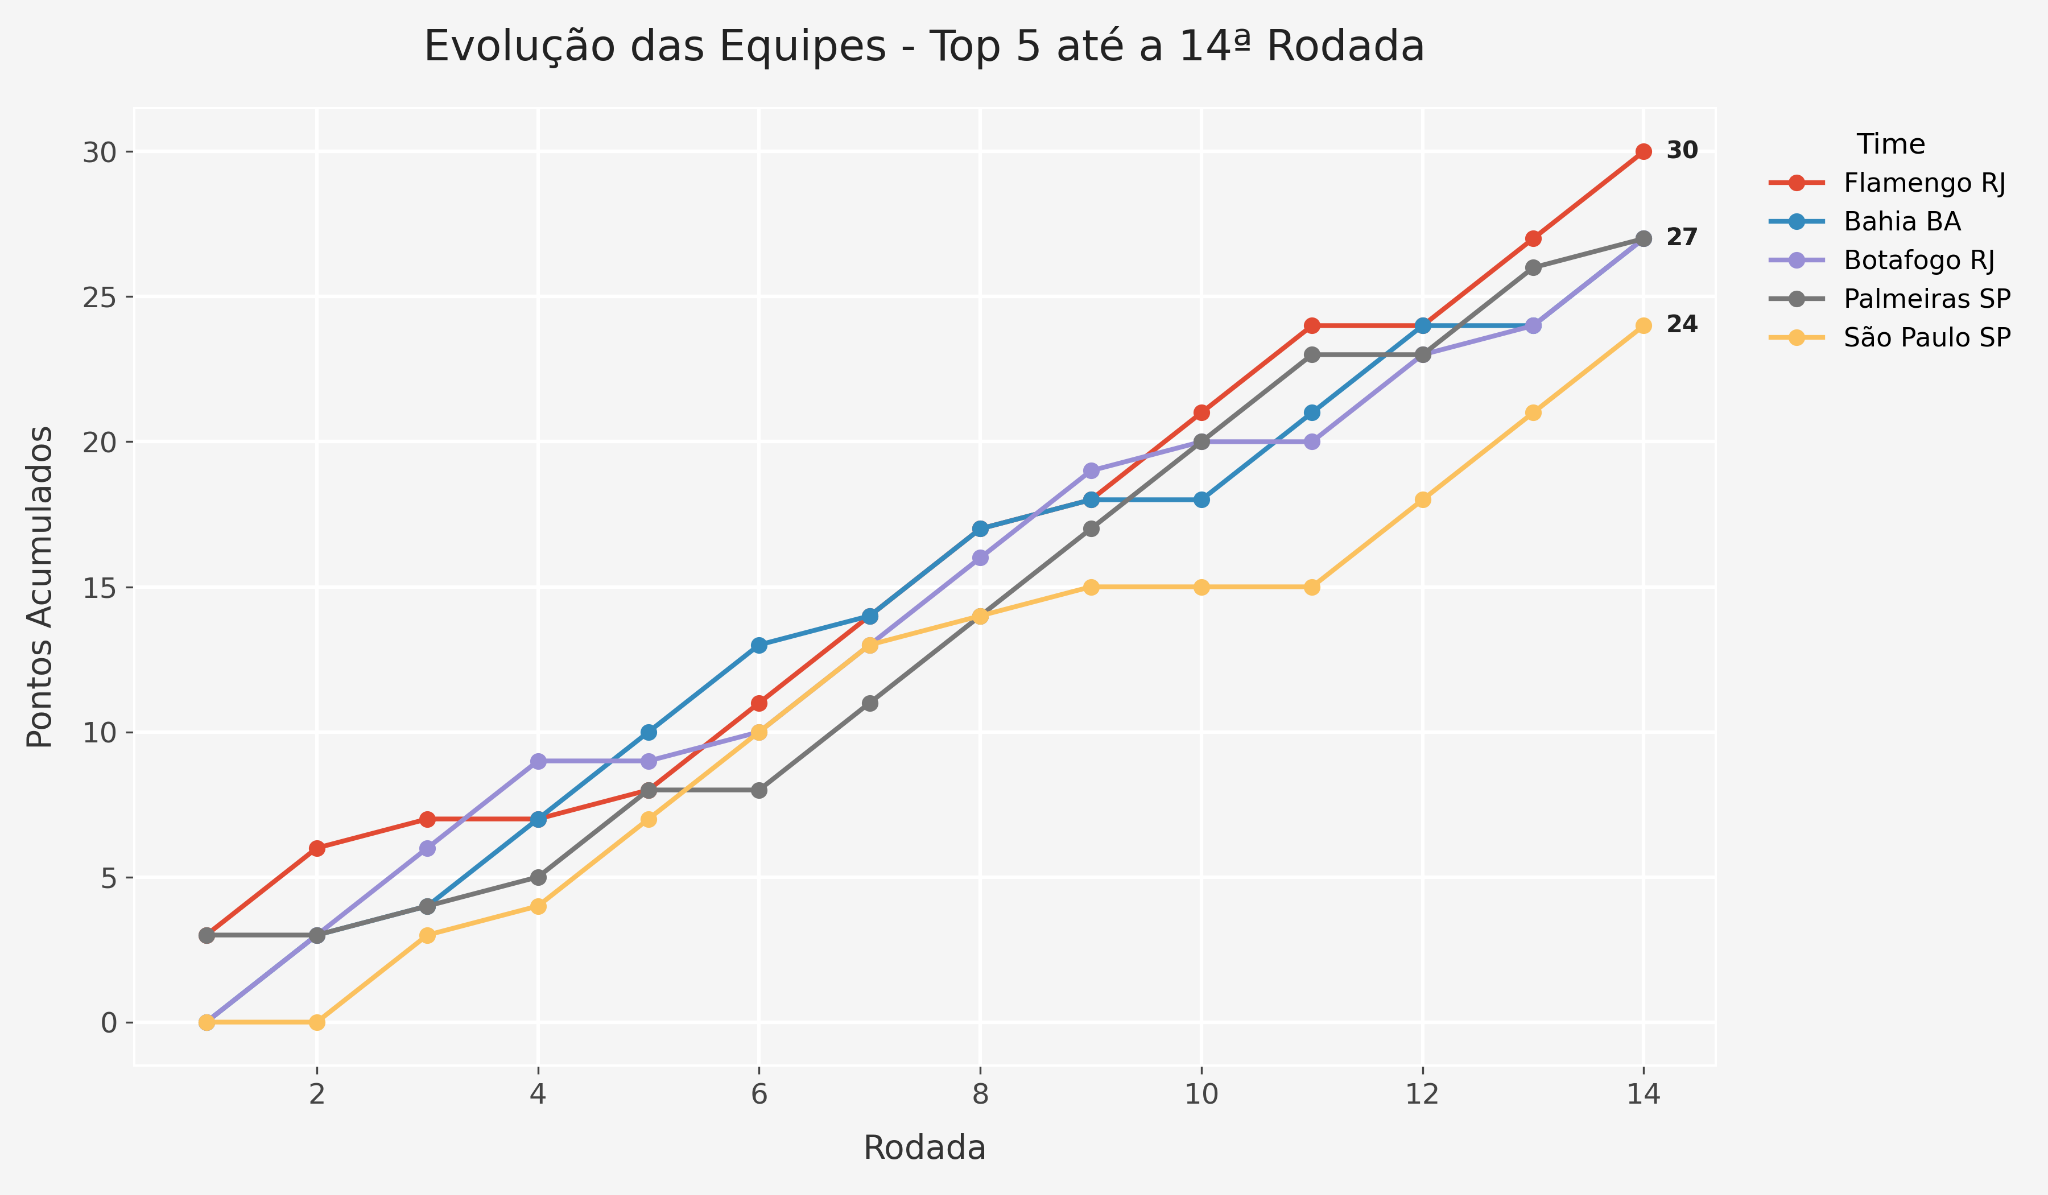 Evolução das Equipes - Top 5 até a 14ª Rodada
Pontos Acumulados
30
25
20
15
10
5
0
2 4 6 8 10 12 14
Rodada
30
27
24
Time
Flamengo RJ
Bahia BA
Botafogo RJ
Palmeiras SP
São Paulo SP